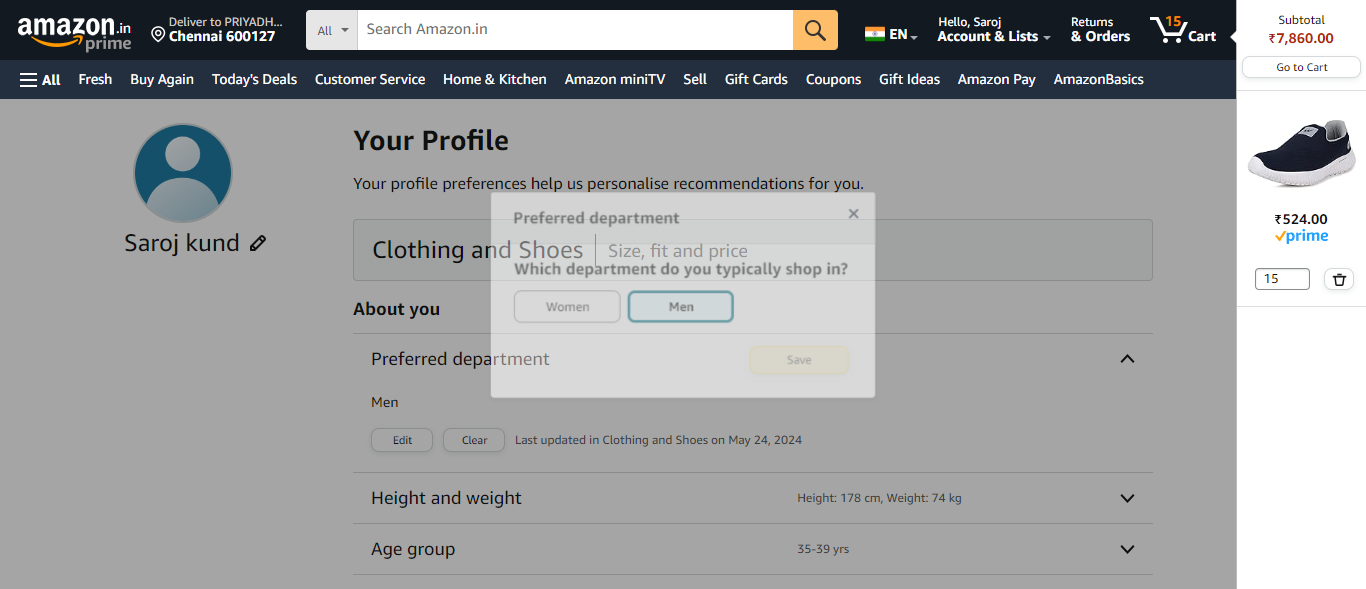 amazon.in
prime
Deliver to PRIYADH...
Chennai 600127
All
Search Amazon.in
EN
Hello, Saroj
Account & Lists
Returns
& Orders
15
Cart
All
Fresh
Buy Again
Today's Deals
Customer Service
Home & Kitchen
Amazon miniTV
Sell
Gift Cards
Coupons
Gift Ideas
Amazon Pay
AmazonBasics
Subtotal
₹7,860.00
Go to Cart
₹524.00
prime
15
Saroj kund
Your Profile
Your profile preferences help us personalise recommendations for you.
Clothing and Shoes
Size, fit and price
About you
Preferred department
Men
Edit
Clear
Last updated in Clothing and Shoes on May 24, 2024
Height and weight
Height: 178 cm, Weight: 74 kg
Age group
35-39 yrs
Preferred department
Which department do you typically shop in?
Women
Men
Save